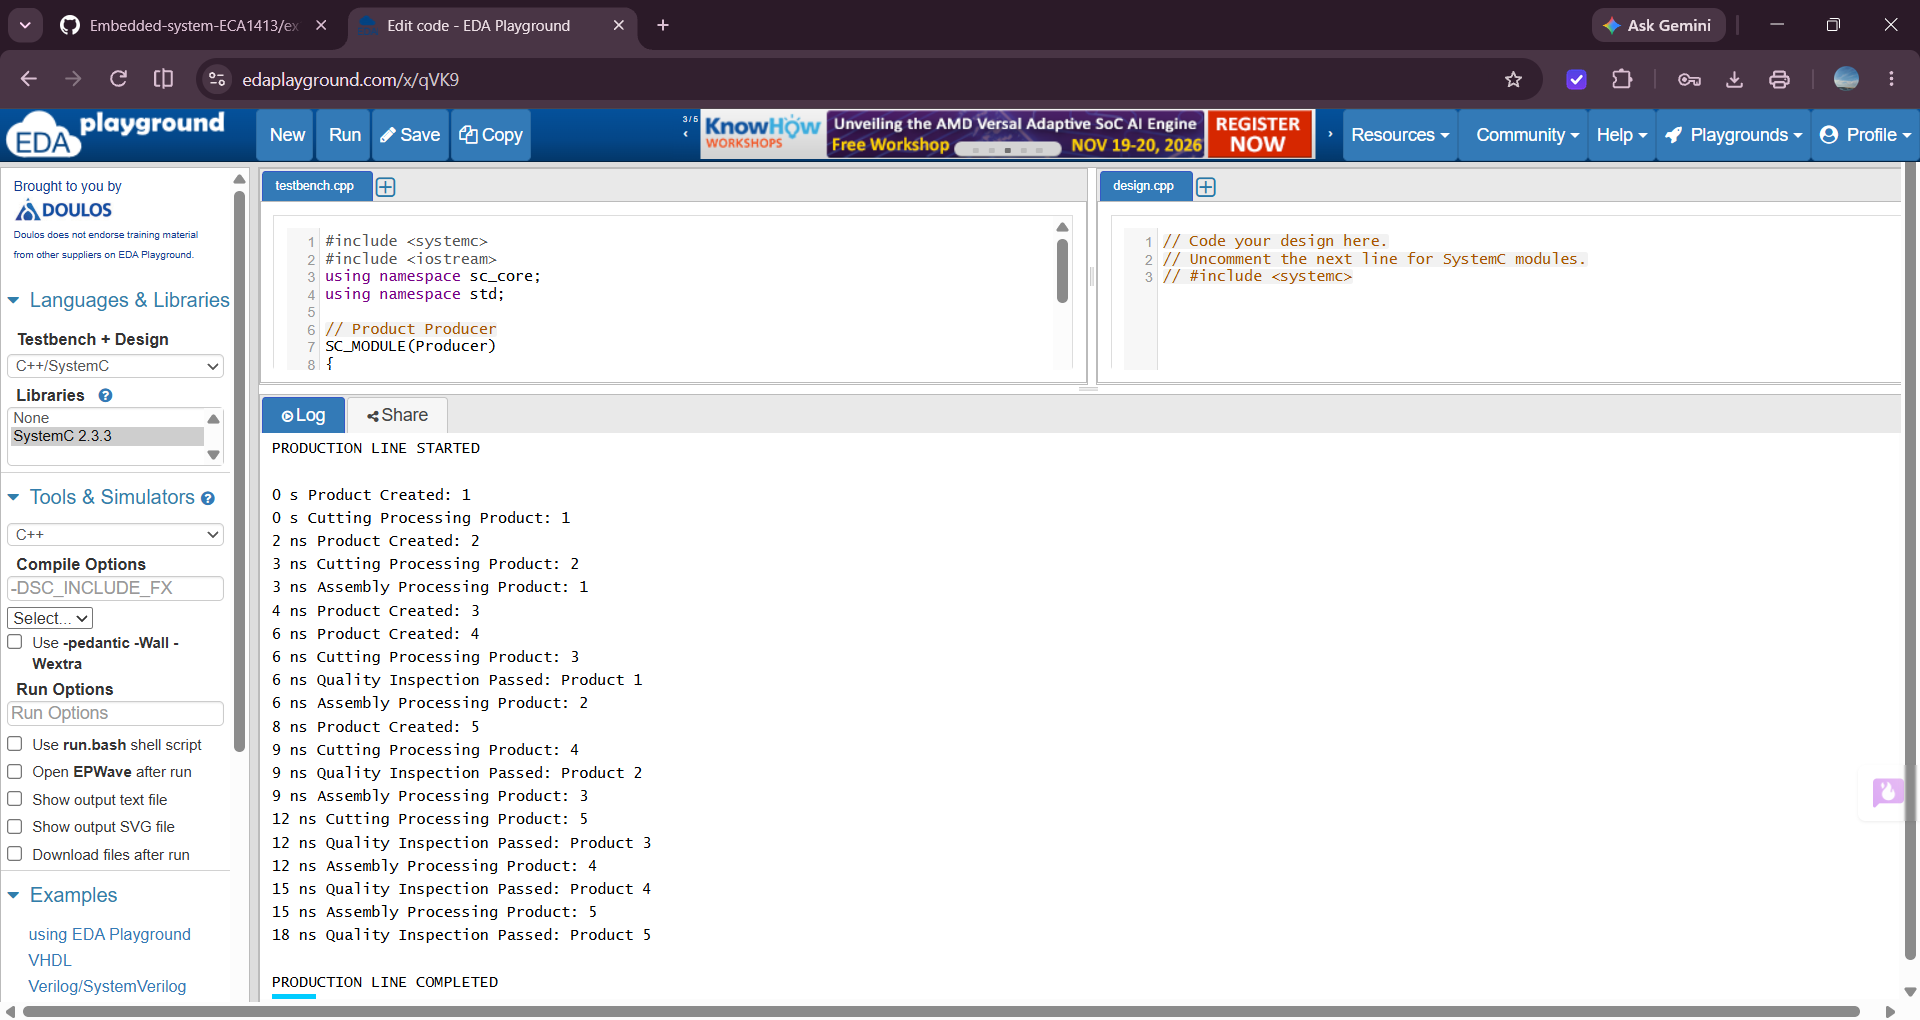 Embedded-system-ECA1413/ex
Edit code - EDA Playground
Ask Gemini
edaplayground.com/x/qVK9
EDA playground
New
Run
Save
Copy
3/5
KnowHow
WORKSHOPS
Unveiling the AMD Versal Adaptive SoC AI Engine
Free Workshop
NOV 19-20, 2026
REGISTER
NOW
Resources
Community
Help
Playgrounds
Profile
Brought to you by
DOULOS
Doulos does not endorse training material
from other suppliers on EDA Playground.
Languages & Libraries
Testbench + Design
C++/SystemC
Libraries
None
SystemC 2.3.3
Tools & Simulators
C++
Compile Options
-DSC_INCLUDE_FX
Select...
Use -pedantic -Wall -
Wextra
Run Options
Run Options
Use run.bash shell script
Open EPWave after run
Show output text file
Show output SVG file
Download files after run
Examples
using EDA Playground
VHDL
Verilog/SystemVerilog
testbench.cpp
1 #include <systemc>
2 #include <iostream>
3 using namespace sc_core;
4 using namespace std;
5
6 // Product Producer
7 SC_MODULE(Producer)
8 {
design.cpp
1 // Code your design here.
2 // Uncomment the next line for SystemC modules.
3 // #include <systemc>
Log
Share
PRODUCTION LINE STARTED
0 s Product Created: 1
0 s Cutting Processing Product: 1
2 ns Product Created: 2
3 ns Cutting Processing Product: 2
3 ns Assembly Processing Product: 1
4 ns Product Created: 3
6 ns Product Created: 4
6 ns Cutting Processing Product: 3
6 ns Quality Inspection Passed: Product 1
6 ns Assembly Processing Product: 2
8 ns Product Created: 5
9 ns Cutting Processing Product: 4
9 ns Quality Inspection Passed: Product 2
9 ns Assembly Processing Product: 3
12 ns Cutting Processing Product: 5
12 ns Quality Inspection Passed: Product 3
12 ns Assembly Processing Product: 4
15 ns Quality Inspection Passed: Product 4
15 ns Assembly Processing Product: 5
18 ns Quality Inspection Passed: Product 5
PRODUCTION LINE COMPLETED